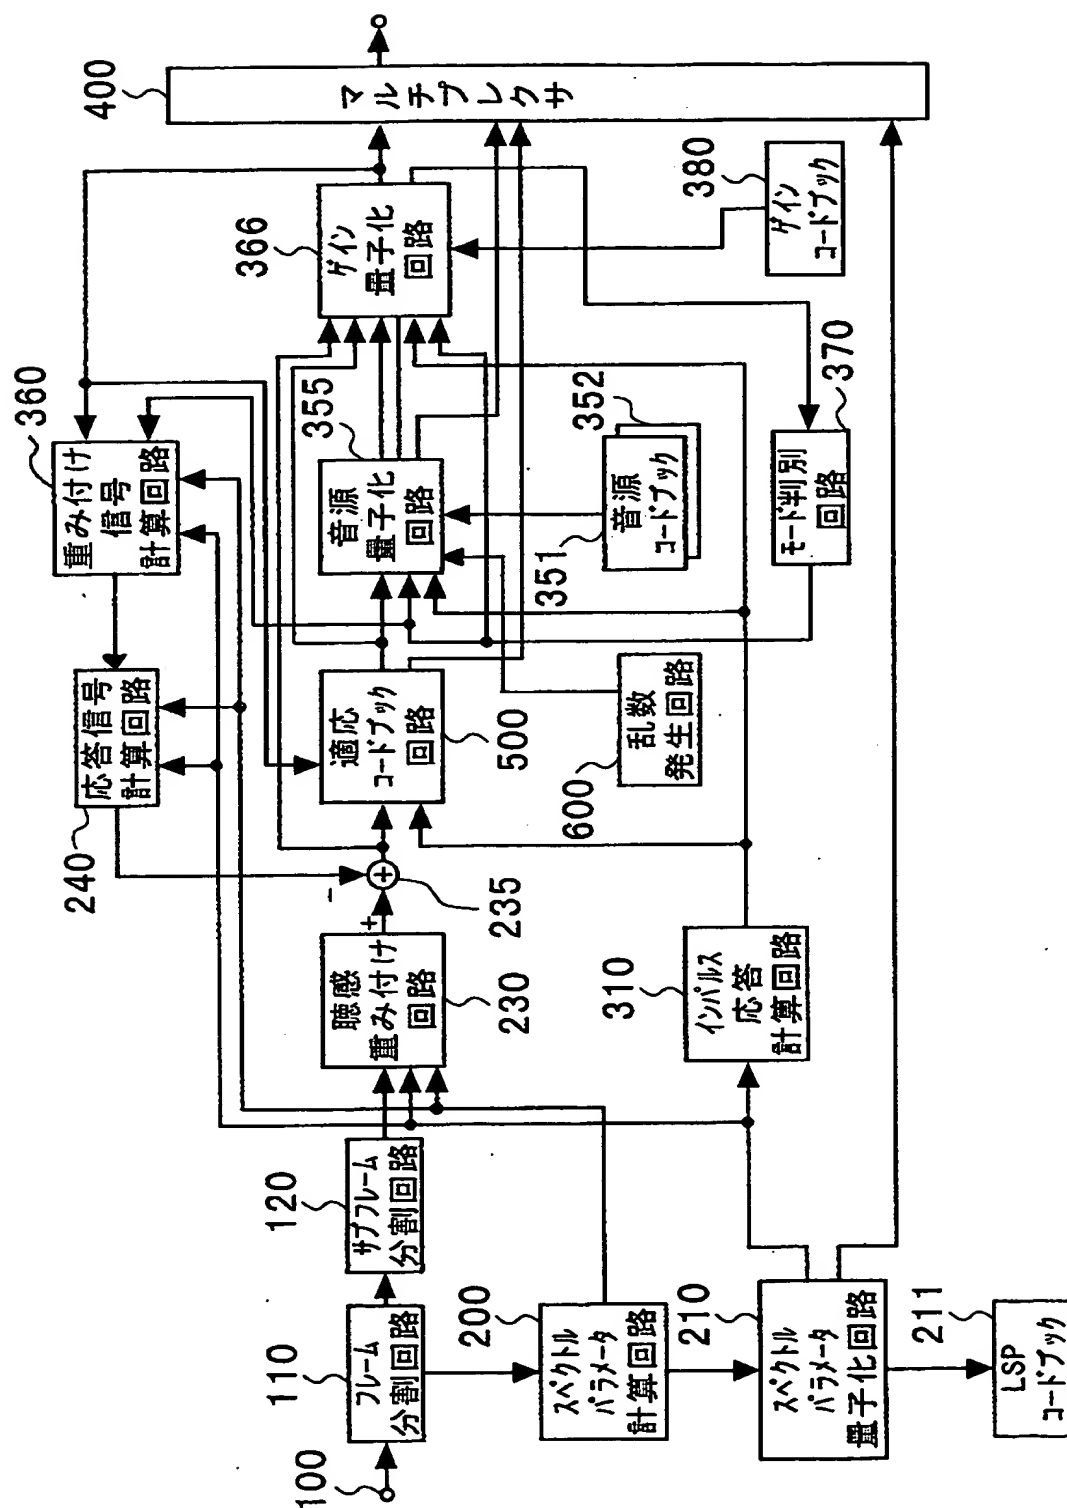 100
110
フレーム
分割回路
120
サブフレーム
分割回路
200
スペクトル
パラメータ
計算回路
210
スペクトル
パラメータ
量子化回路
211
LSP
コードブック
230
聴感
重み付け
回路
+
-
235
240
応答信号
計算回路
310
インパルス
応答
計算回路
500
適応
コードブック
回路
600
乱数
発生回路
351
352
音源
コードブック
355
音源
量子化
回路
360
重み付け
信号
計算回路
366
ゲイン
量子化
回路
370
モード判別
回路
380
ゲイン
コードブック
400
マルチプレクサ